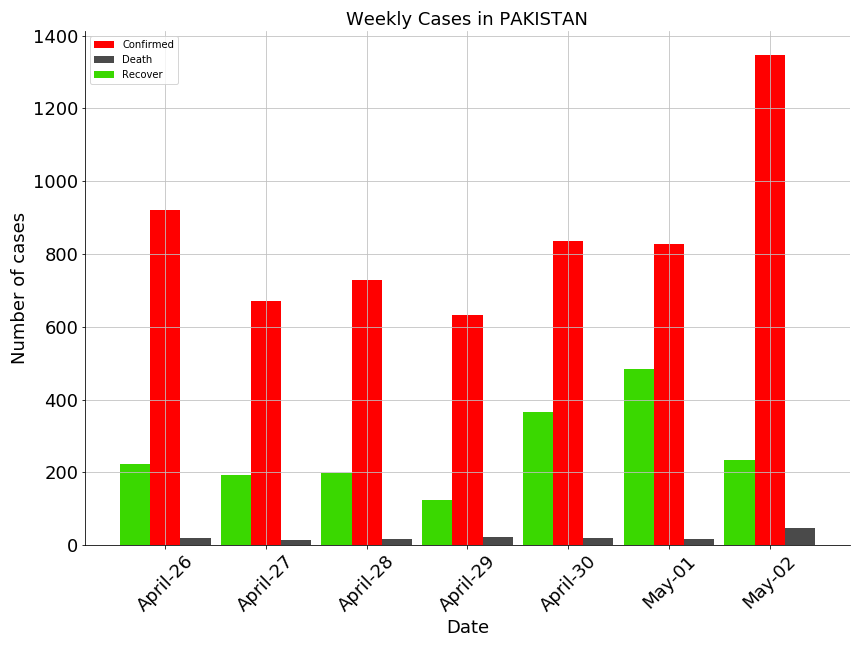 Weekly Cases in PAKISTAN
Confirmed
Death
Recover
1400
1200
1000
800
600
400
200
0
Number of cases
April-26
April-27
April-28
April-29
April-30
May-01
May-02
Date